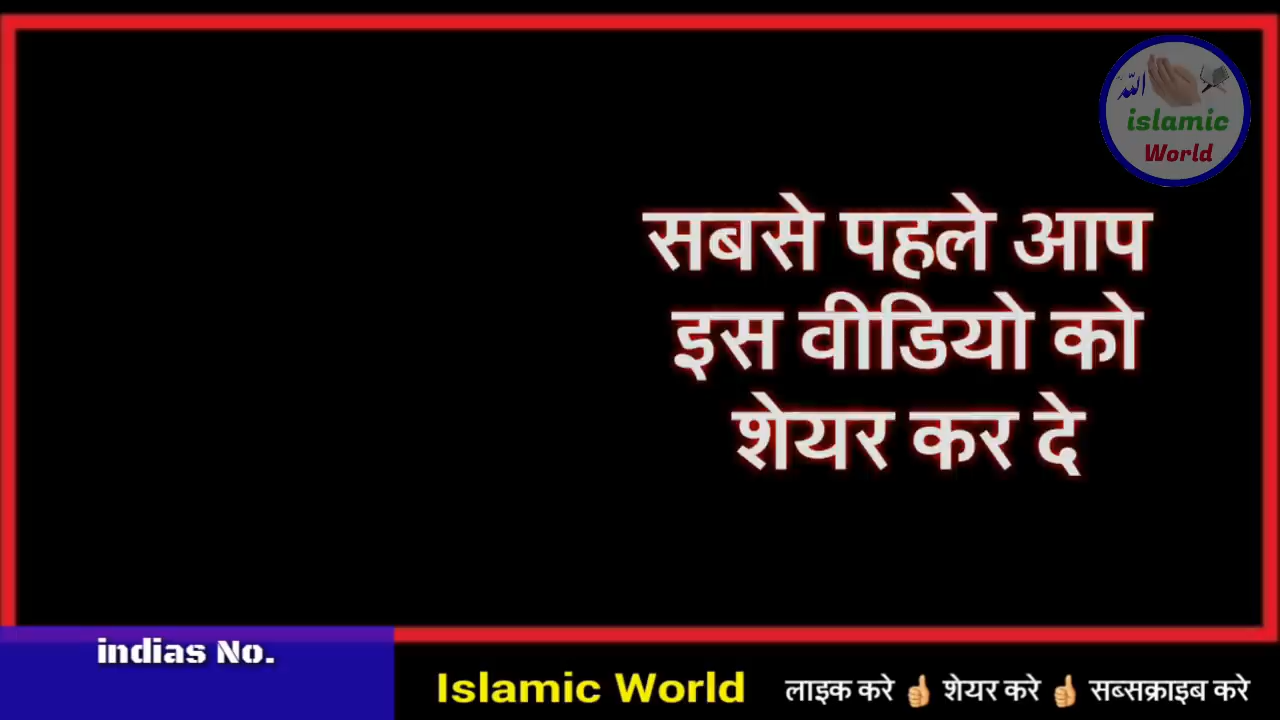 الله
islamic
World
सबसे पहले आप
इस वीडियो को
शेयर कर दे
indias No.
Islamic World
लाइक करे 👍 शेयर करे 👍 सब्सक्राइब करे